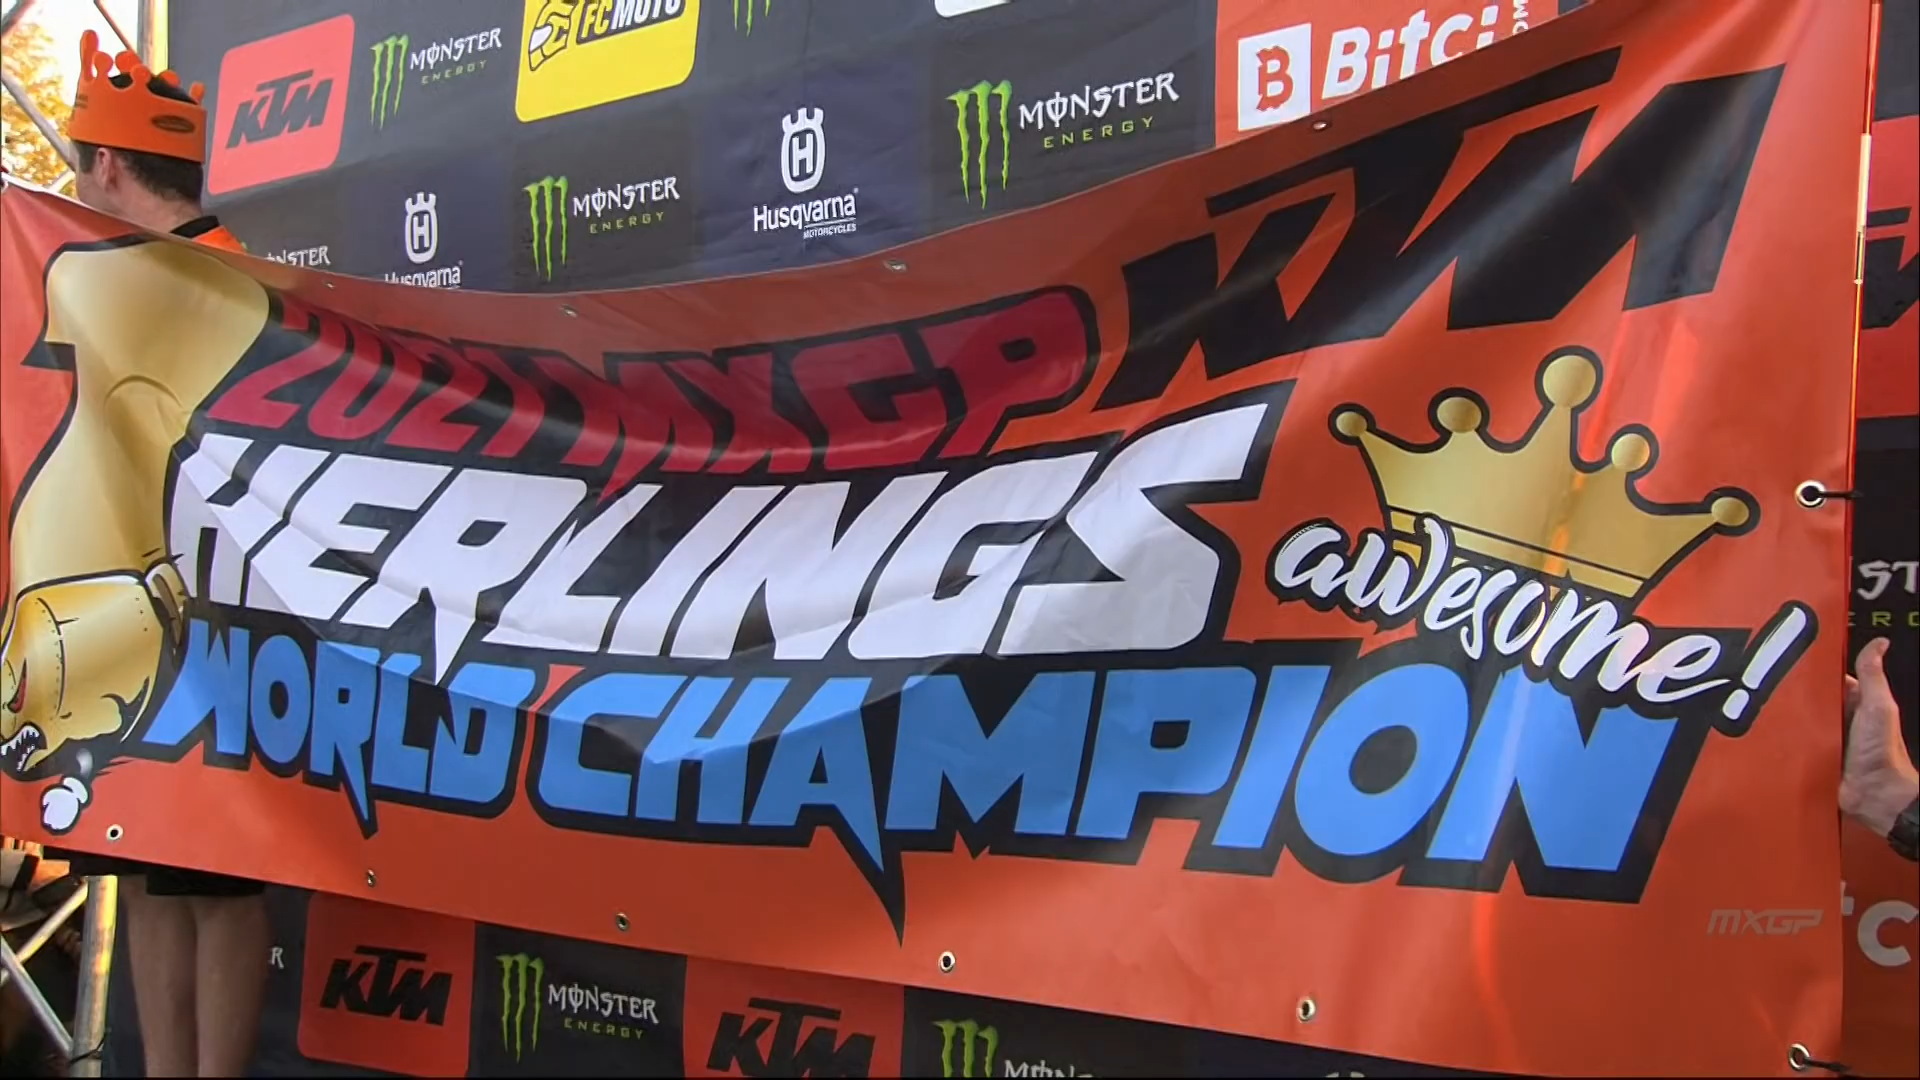 FC MOTO
KTM
MONSTER
ENERGY
MONSTER
ENERGY
Bitci
KTM
MONSTER
ENERGY
Husqvarna
MOTORCYCLES
Husqvarna
2021 MXGP
HERLINGS
WORLD CHAMPION
awesome!
MXGP
KTM
MONSTER
ENERGY
KTM